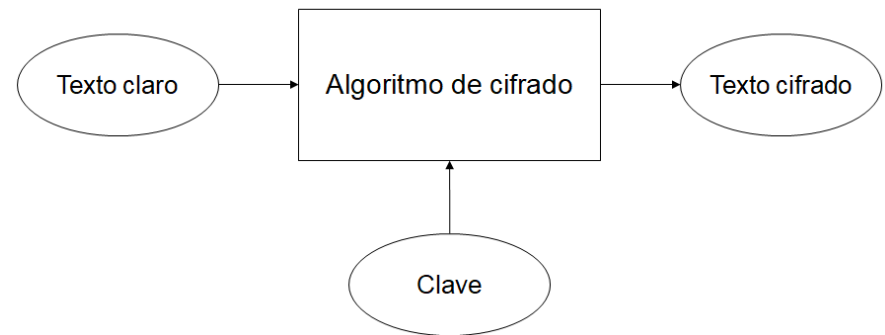 Texto claro
Algoritmo de cifrado
Texto cifrado
Clave